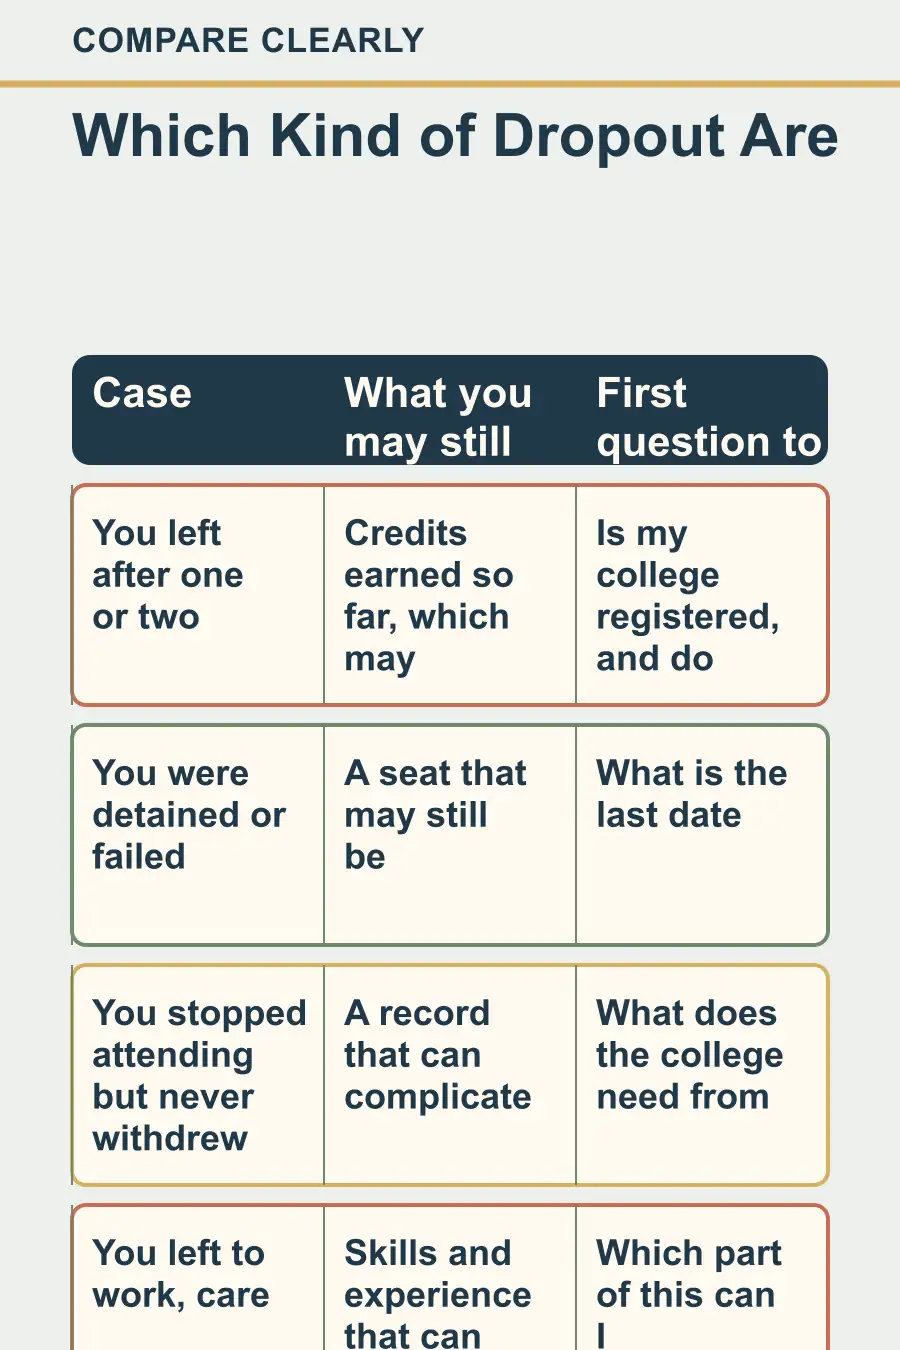 COMPARE CLEARLY
Which Kind of Dropout Are
Case
What you
may still
First
question to
You left
after one
or two
Credits
earned so
far, which
may
Is my
college
registered,
and do
You were
detained or
failed
A seat that
may still
be
What is the
last date
You stopped
attending
but never
withdrew
A record
that can
complicate
What does
the college
need from
You left to
work, care
Skills and
experience
that can
Which part
of this can
I